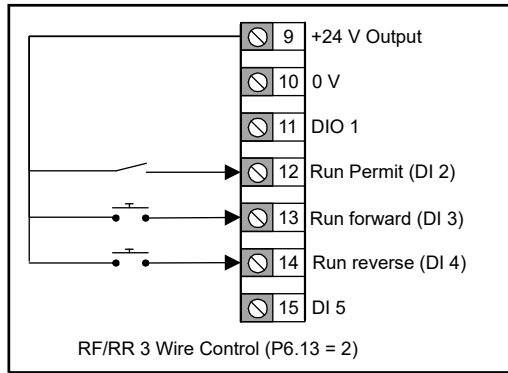 9 +24 V Output
10 0 V
11 DIO 1
12 Run Permit (DI 2)
13 Run forward (DI 3)
14 Run reverse (DI 4)
15 DI 5
RF/RR 3 Wire Control (P6.13 = 2)